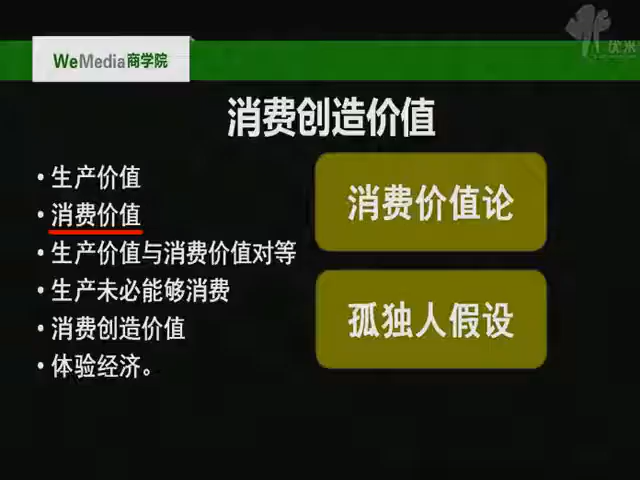 WeMedia商学院
优米
消费创造价值
• 生产价值
• 消费价值
• 生产价值与消费价值对等
• 生产未必能够消费
• 消费创造价值
• 体验经济。
消费价值论
孤独人假设